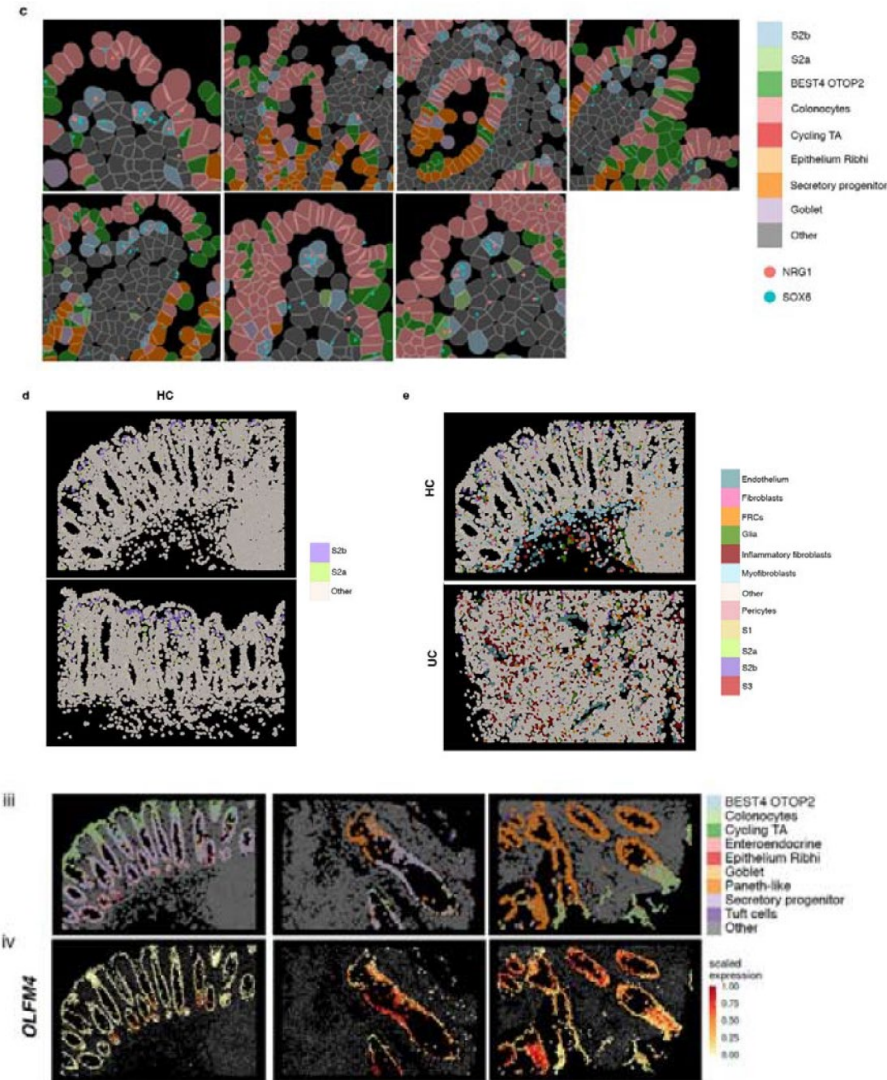 c
S2b
S2a
BEST4 OTOP2
Colonocytes
Cycling TA
Epithelium Ribhi
Secretory progenitor
Goblet
Other
NRG1
SOX6
d
HC
S2b
S2a
Other
e
HC
UC
Endothelium
Fibroblasts
FRCs
Glia
Inflammatory fibroblasts
Myofibroblasts
Other
Pericytes
S1
S2a
S2b
S3
iii
BEST4 OTOP2
Colonocytes
Cycling TA
Enteroendocrine
Epithelium Ribhi
Goblet
Paneth-like
Secretory progenitor
Tuft cells
Other
iv
OLFM4
scaled
expression
1.00
0.75
0.50
0.25
0.00